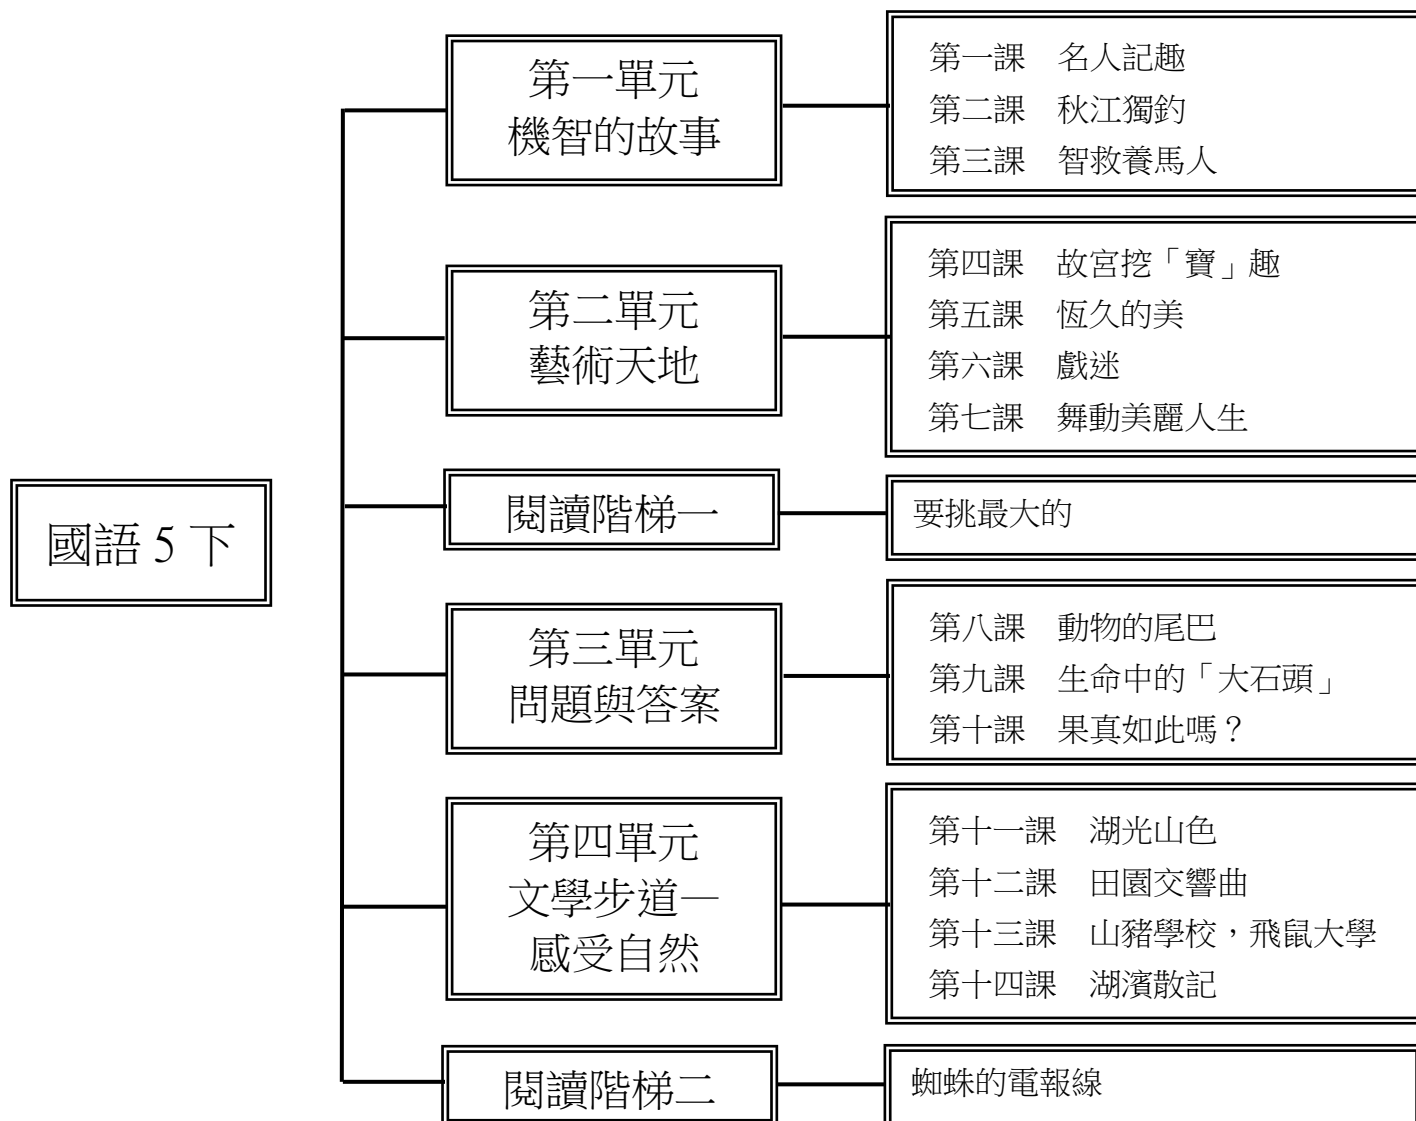 國語 5 下
第一單元
機智的故事
第一課　名人記趣
第二課　秋江獨釣
第三課　智救養馬人
第二單元
藝術天地
第四課　故宮挖「寶」趣
第五課　恆久的美
第六課　戲迷
第七課　舞動美麗人生
閱讀階梯一
要挑最大的
第三單元
問題與答案
第八課　動物的尾巴
第九課　生命中的「大石頭」
第十課　果真如此嗎？
第四單元
文學步道—
感受自然
第十一課　湖光山色
第十二課　田園交響曲
第十三課　山豬學校，飛鼠大學
第十四課　湖濱散記
閱讀階梯二
蜘蛛的電報線